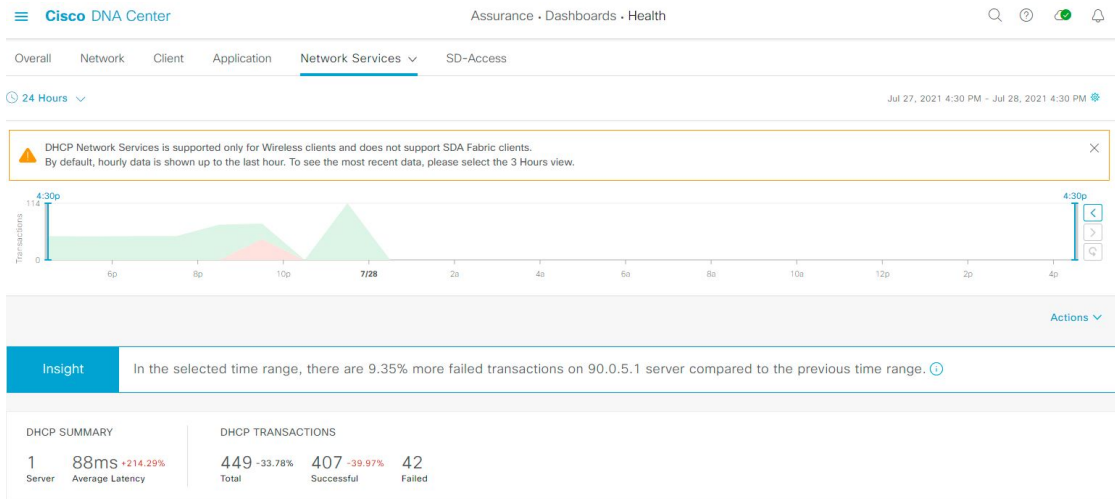 Cisco DNA Center
Assurance • Dashboards • Health
Overall Network Client Application Network Services SD-Access
24 Hours
Jul 27, 2021 4:30 PM - Jul 28, 2021 4:30 PM
DHCP Network Services is supported only for Wireless clients and does not support SDA Fabric clients.
By default, hourly data is shown up to the last hour. To see the most recent data, please select the 3 Hours view.
4:30p 4:30p
114
Transactions
0
6p 8p 10p 7/28 2a 4a 6a 8a 10a 12p 2p 4p
Actions
Insight In the selected time range, there are 9.35% more failed transactions on 90.0.5.1 server compared to the previous time range.
DHCP SUMMARY DHCP TRANSACTIONS
1 88ms +214.29% 449 -33.78% 407 -39.97% 42
Server Average Latency Total Successful Failed